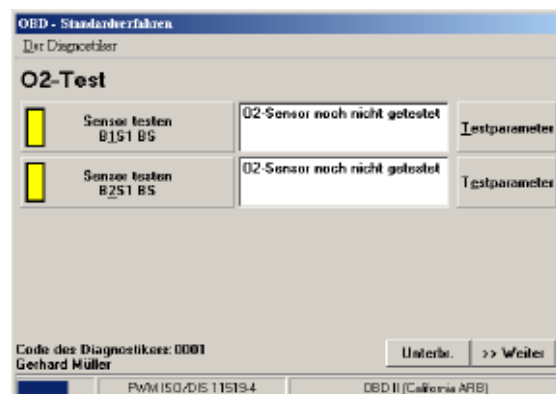 OBD - Standardverfahren
Der Diagnostiker
O2-Test
Sensor testen
B1S1 BS
O2-Sensor noch nicht getestet
Testparameter
Sensor testen
B2S1 BS
O2-Sensor noch nicht getestet
Testparameter
Code des Diagnostikers: 0001
Gerhard Müller
Unterbr.
>> Weiter
PWM ISO/DIS 11519-4
OBD II (California ARB)